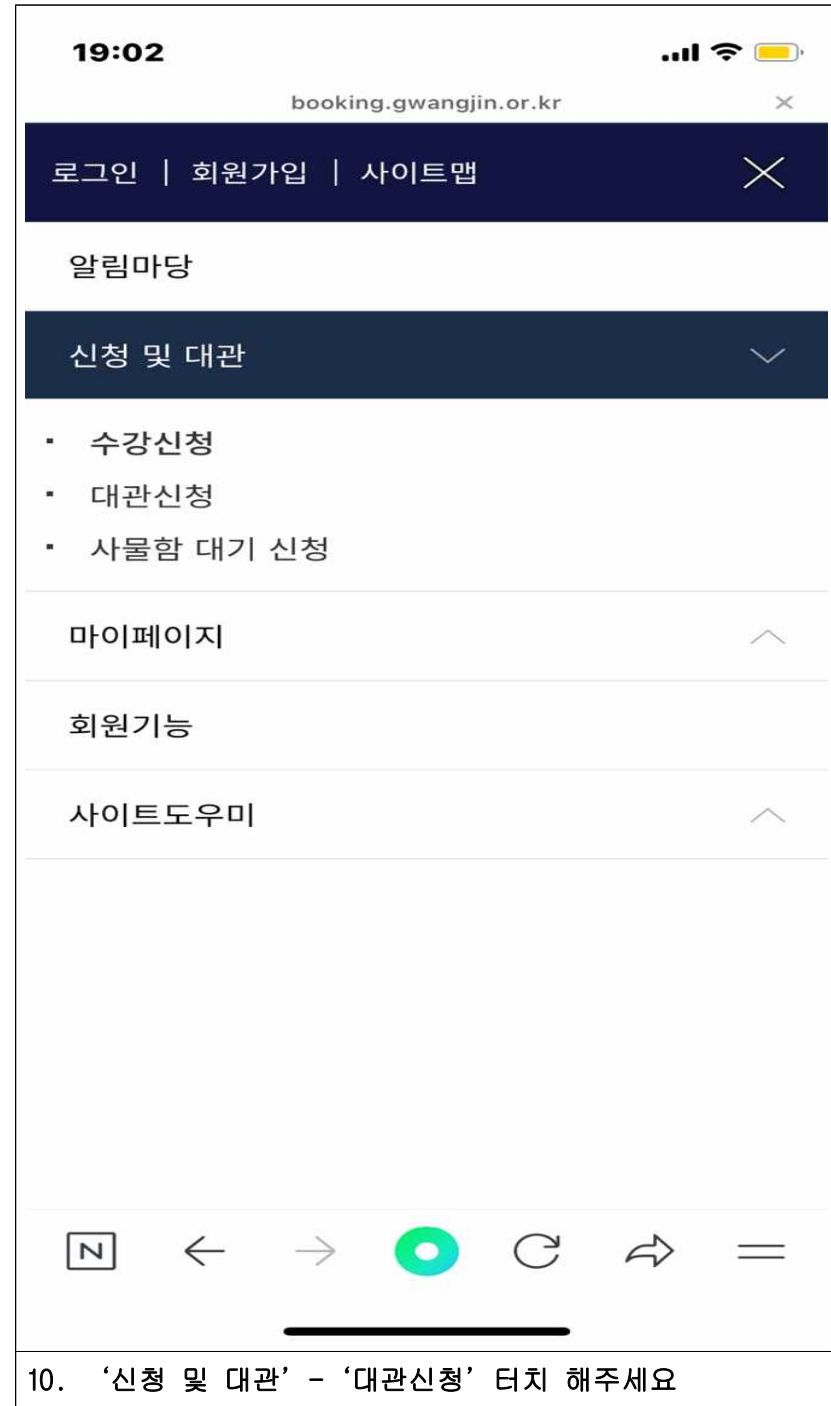 19:02
booking.gwangjin.or.kr
로그인 | 회원가입 | 사이트맵
알림마당
신청 및 대관
· 수강신청
· 대관신청
· 사물함 대기 신청
마이페이지
회원기능
사이트도우미
N
10. ‘신청 및 대관’ - ‘대관신청’ 터치 해주세요